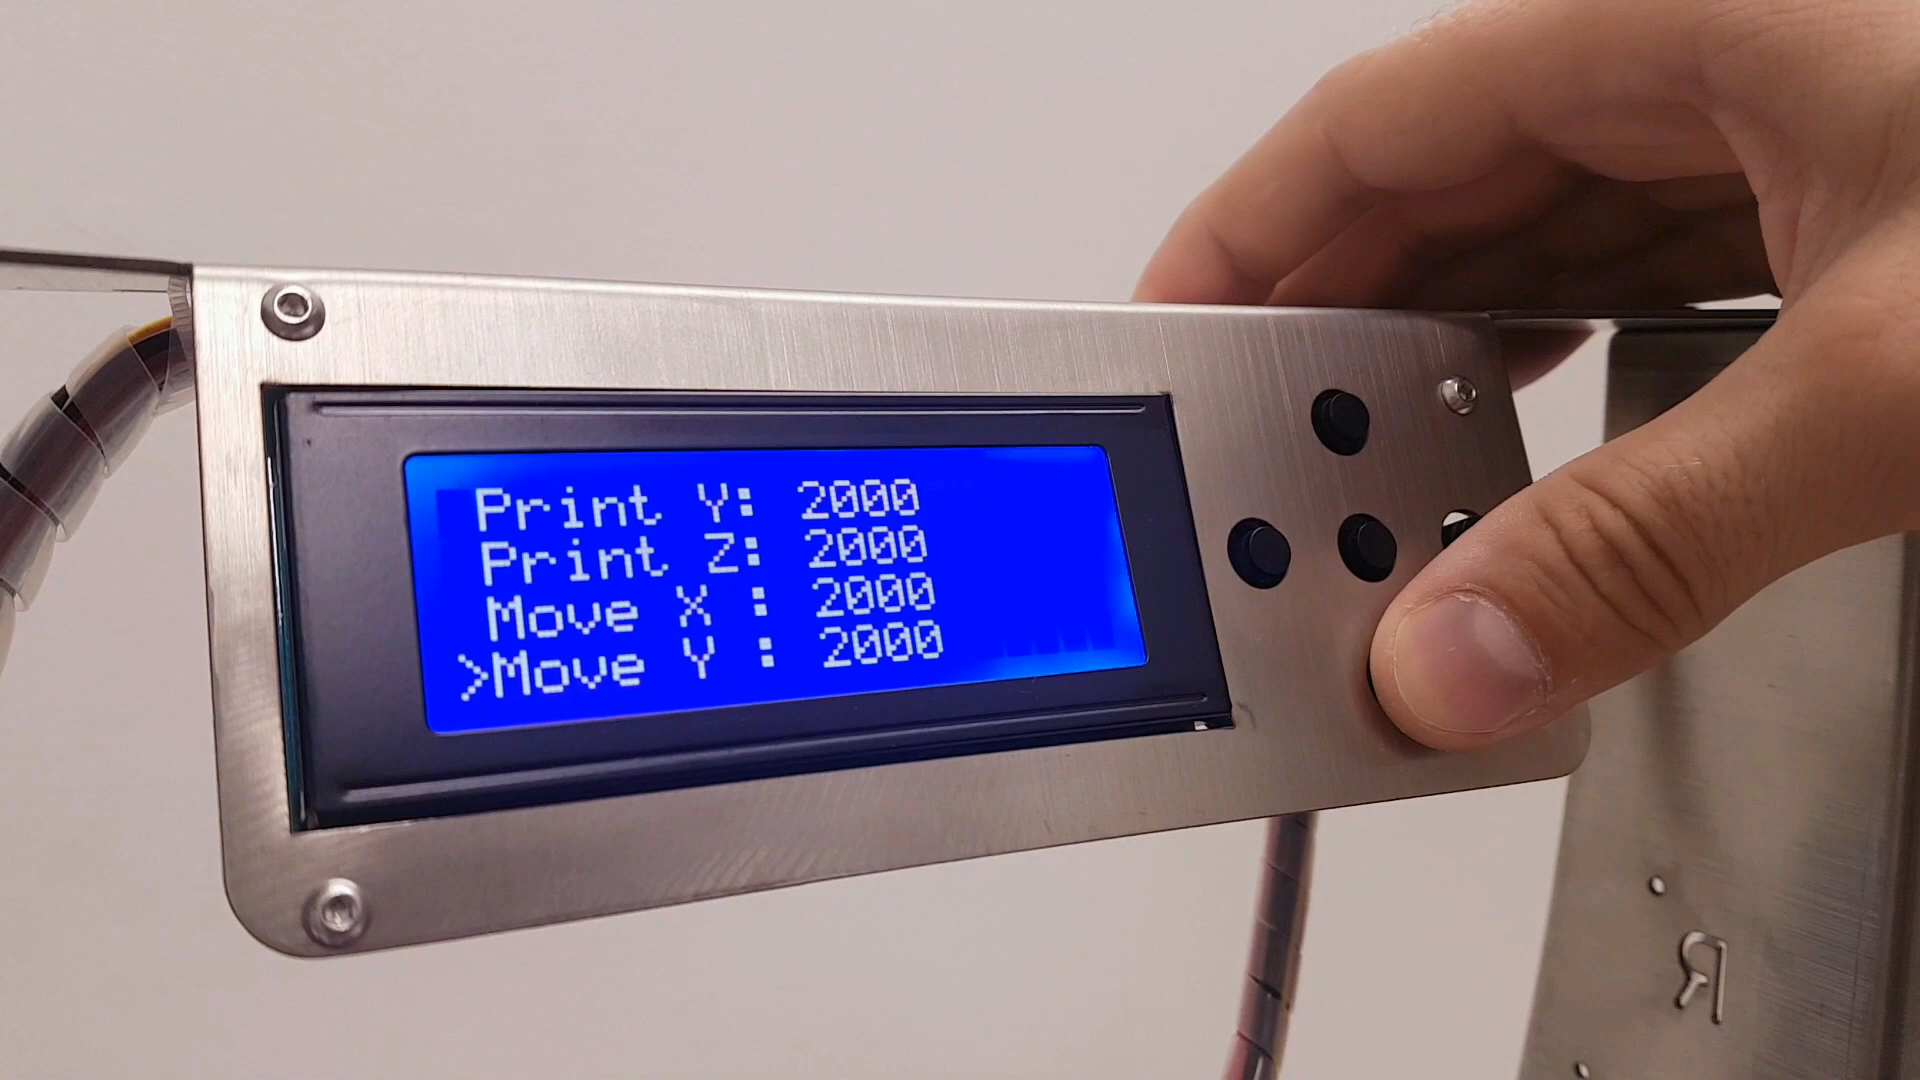 Print Y: 2000
Print Z: 2000
Move X : 2000
>Move Y : 2000